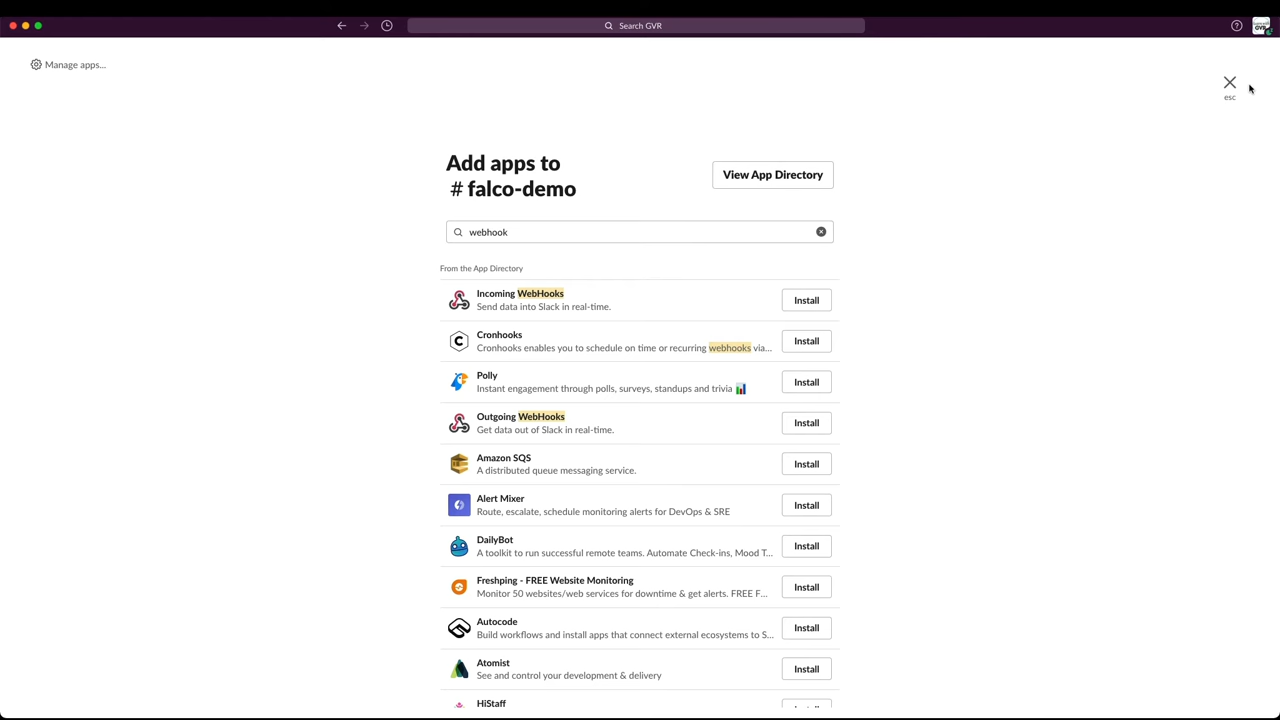 Search GVR
Manage apps...
esc
Add apps to
# falco-demo
View App Directory
webhook
From the App Directory
Incoming WebHooks
Send data into Slack in real-time.
Install
Cronhooks
Cronhooks enables you to schedule on time or recurring webhooks via...
Install
Polly
Instant engagement through polls, surveys, standups and trivia
Install
Outgoing WebHooks
Get data out of Slack in real-time.
Install
Amazon SQS
A distributed queue messaging service.
Install
Alert Mixer
Route, escalate, schedule monitoring alerts for DevOps & SRE
Install
DailyBot
A toolkit to run successful remote teams. Automate Check-ins, Mood T...
Install
Freshping - FREE Website Monitoring
Monitor 50 websites/web services for downtime & get alerts. FREE F...
Install
Autocode
Build workflows and install apps that connect external ecosystems to S...
Install
Atomist
See and control your development & delivery
Install
HiStaff